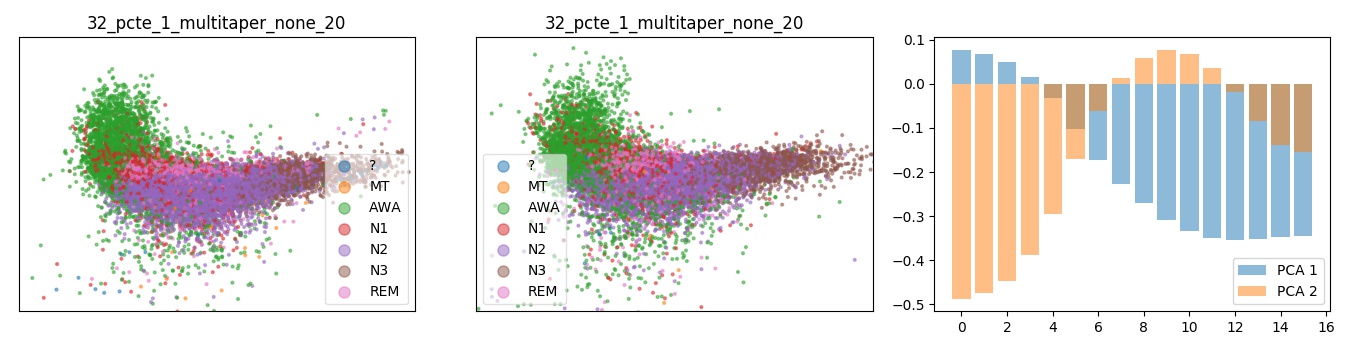 32_pcte_1_multitaper_none_20
?
MT
AWA
N1
N2
N3
REM
32_pcte_1_multitaper_none_20
?
MT
AWA
N1
N2
N3
REM
0.1
0.0
−0.1
−0.2
−0.3
−0.4
−0.5
0 2 4 6 8 10 12 14 16
PCA 1
PCA 2